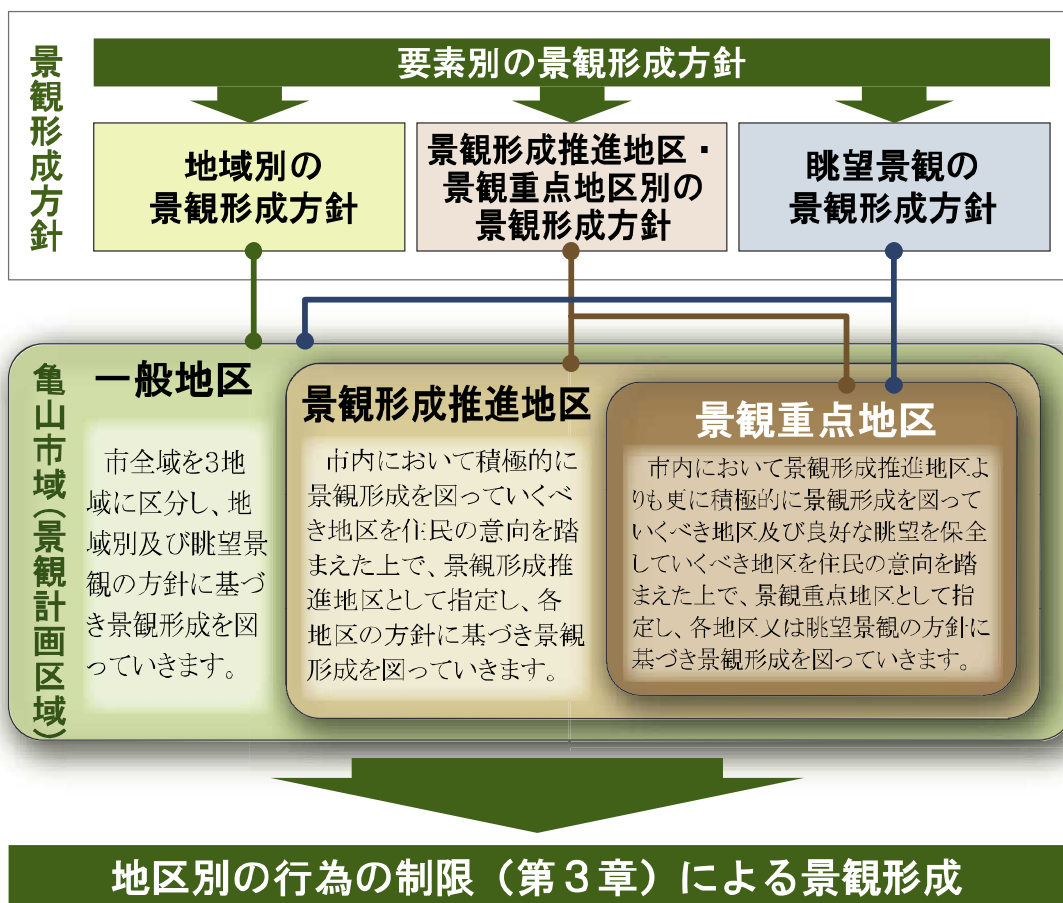 景観形成方針
要素別の景観形成方針
地域別の
景観形成方針
景観形成推進地区・
景観重点地区別の
景観形成方針
眺望景観の
景観形成方針
亀山市域（景観計画区域）
一般地区
市全域を3地
域に区分し、地
域別及び眺望景
観の方針に基づ
き景観形成を図
っていきます。
景観形成推進地区
市内において積極的に
景観形成を図っていくべ
き地区を住民の意向を踏
まえた上で、景観形成推
進地区として指定し、各
地区の方針に基づき景観
形成を図っていきます。
景観重点地区
市内において景観形成推進地区よ
りも更に積極的に景観形成を図って
いくべき地区及び良好な眺望を保全
していくべき地区を住民の意向を踏
まえた上で、景観重点地区として指
定し、各地区又は眺望景観の方針に
基づき景観形成を図っていきます。
地区別の行為の制限（第３章）による景観形成